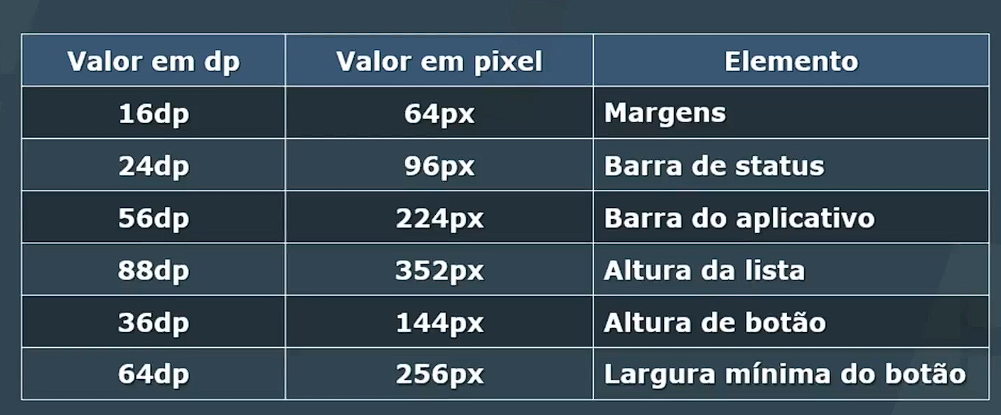 Valor em dp Valor em pixel Elemento
16dp 64px Margens
24dp 96px Barra de status
56dp 224px Barra do aplicativo
88dp 352px Altura da lista
36dp 144px Altura de botão
64dp 256px Largura mínima do botão